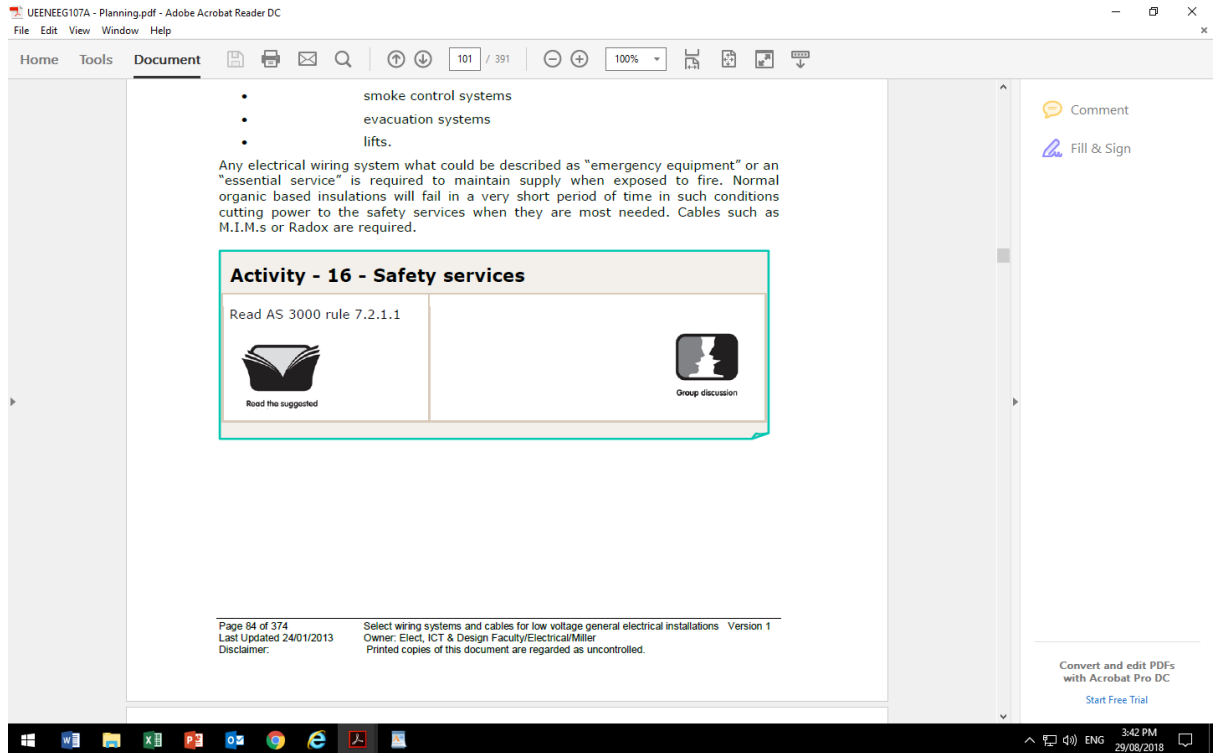 UEENEEG107A - Planning.pdf - Adobe Acrobat Reader DC
File Edit View Window Help
Home Tools Document 101 / 391 100%
smoke control systems
evacuation systems
lifts.
Any electrical wiring system what could be described as “emergency equipment” or an
“essential service” is required to maintain supply when exposed to fire. Normal
organic based insulations will fail in a very short period of time in such conditions
cutting power to the safety services when they are most needed. Cables such as
M.I.M.s or Radox are required.
Activity - 16 - Safety services
Read AS 3000 rule 7.2.1.1
Read the suggested
Group discussion
Page 84 of 374 Select wiring systems and cables for low voltage general electrical installations Version 1
Last Updated 24/01/2013 Owner: Elect, ICT & Design Faculty/Electrical/Miller
Disclaimer: Printed copies of this document are regarded as uncontrolled.
Comment
Fill & Sign
Convert and edit PDFs
with Acrobat Pro DC
Start Free Trial
ENG 3:42 PM
29/08/2018